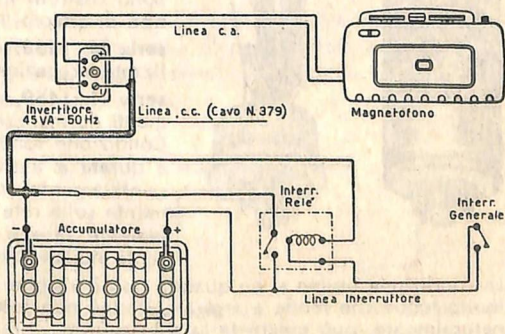 Linea c.a.
Invertitore
45 VA – 50 Hz
Magnetofono
Linea c.c. (Cavo N. 379)
Interr.
Relè
Interr.
Generale
–
Accumulatore
+
Linea Interruttore